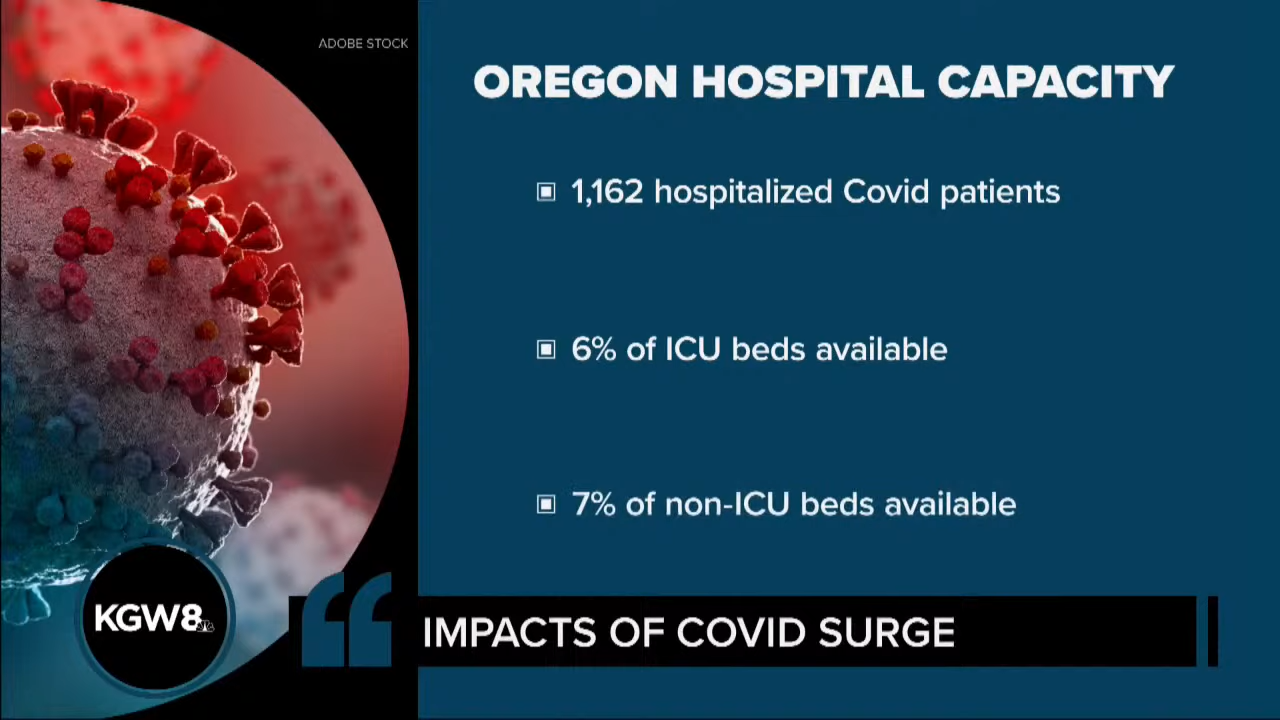 ADOBE STOCK
OREGON HOSPITAL CAPACITY
1,162 hospitalized Covid patients
6% of ICU beds available
7% of non-ICU beds available
KGW8
IMPACTS OF COVID SURGE